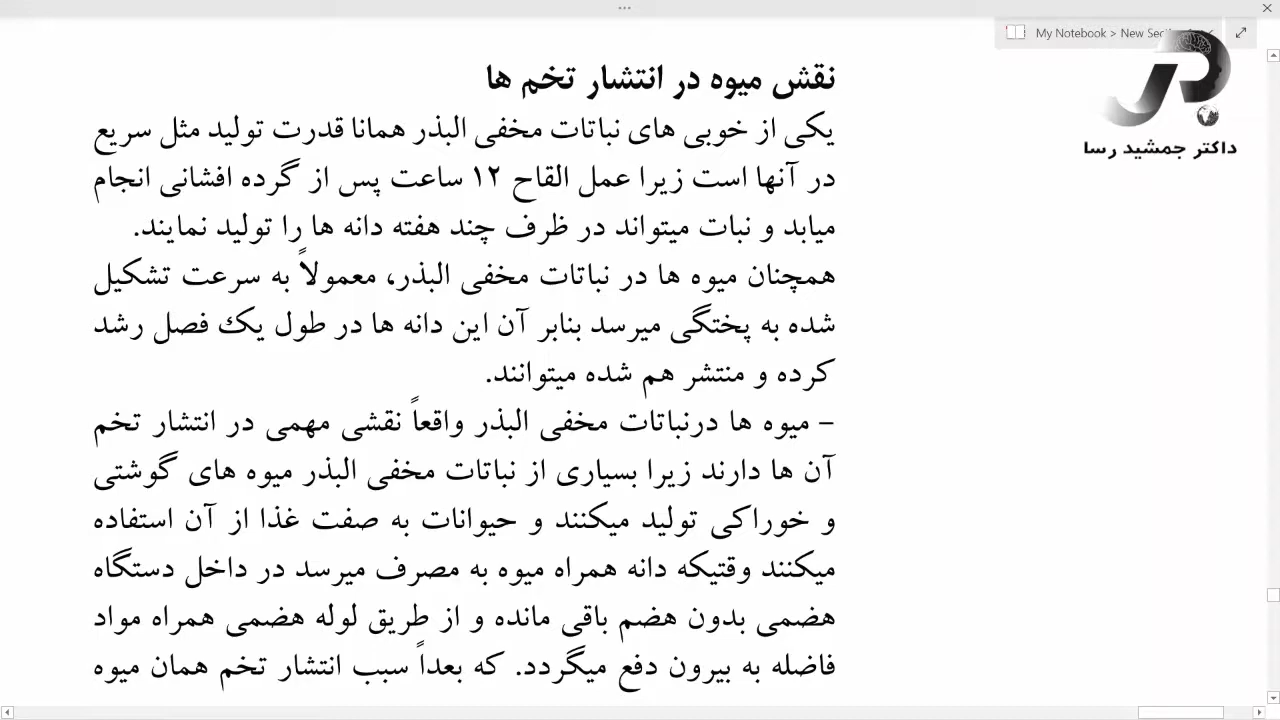 My Notebook > New Sec
داکتر جمشید رسا
نقش میوه در انتشار تخم ها
یکی از خوبی های نباتات مخفی البذر همانا قدرت تولید مثل سریع
در آنها است زیرا عمل القاح ۱۲ ساعت پس از گرده افشانی انجام
میابد و نبات میتواند در ظرف چند هفته دانه ها را تولید نمایند.
همچنان میوه ها در نباتات مخفی البذر، معمولاً به سرعت تشکیل
شده به پختگی میرسد بنابر آن این دانه ها در طول یک فصل رشد
کرده و منتشر هم شده میتوانند.
– میوه ها درنباتات مخفی البذر واقعاً نقشی مهمی در انتشار تخم
آن ها دارند زیرا بسیاری از نباتات مخفی البذر میوه های گوشتی
و خوراکی تولید میکنند و حیوانات به صفت غذا از آن استفاده
میکنند وقتیکه دانه همراه میوه به مصرف میرسد در داخل دستگاه
هضمی بدون هضم باقی مانده و از طریق لوله هضمی همراه مواد
فاضله به بیرون دفع میگردد. که بعداً سبب انتشار تخم همان میوه